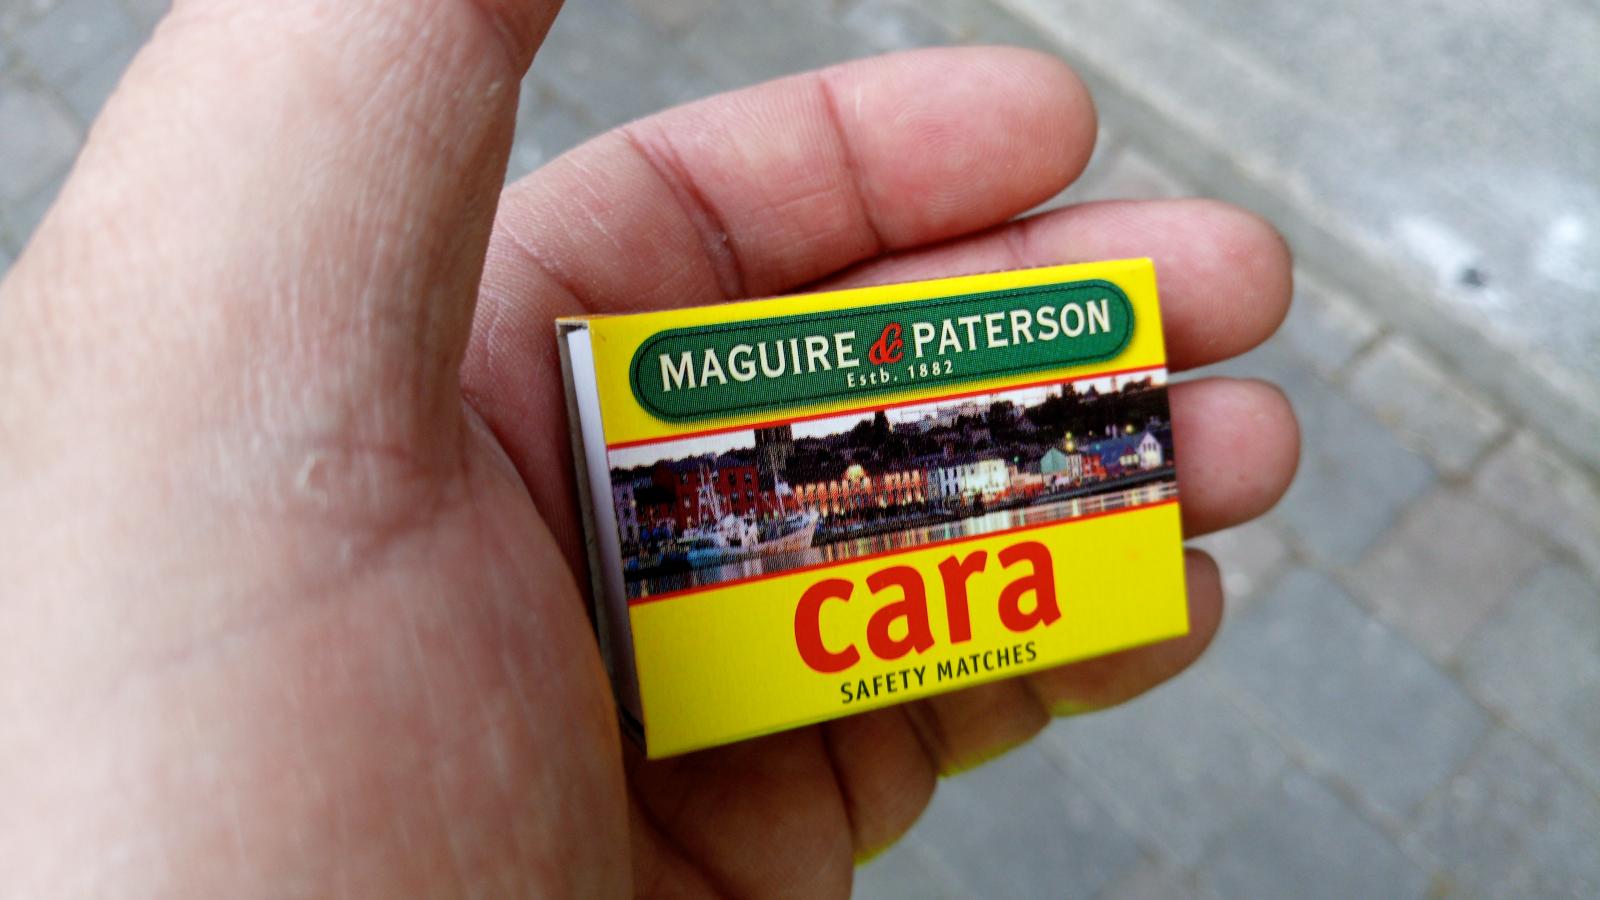 MAGUIRE & PATERSON
Estb. 1882
cara
SAFETY MATCHES